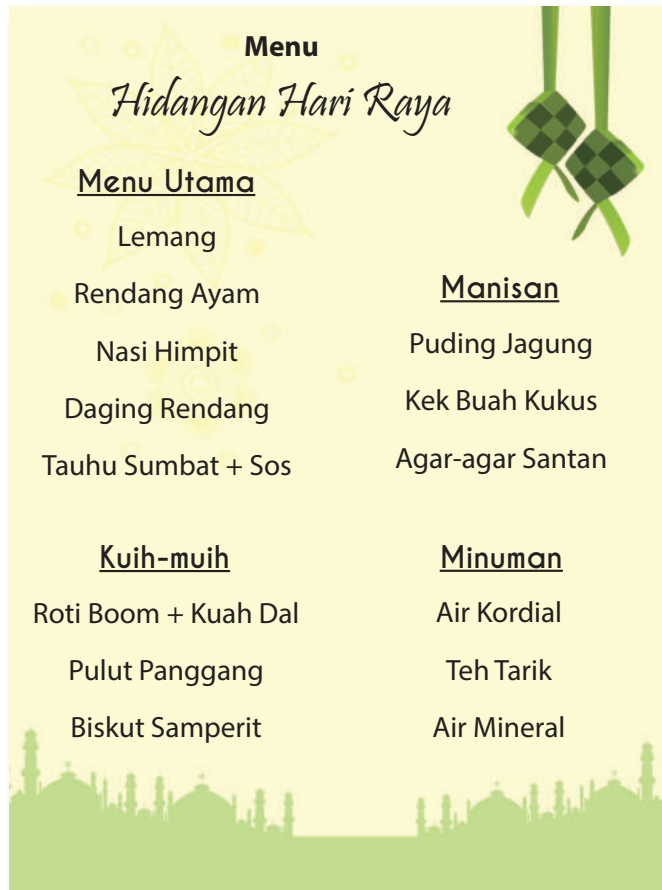 Menu
Hidangan Hari Raya
Menu Utama
Lemang
Rendang Ayam
Nasi Himpit
Daging Rendang
Tauhu Sumbat + Sos
Manisan
Puding Jagung
Kek Buah Kukus
Agar-agar Santan
Kuih-muih
Roti Boom + Kuah Dal
Pulut Panggang
Biskut Samperit
Minuman
Air Kordial
Teh Tarik
Air Mineral